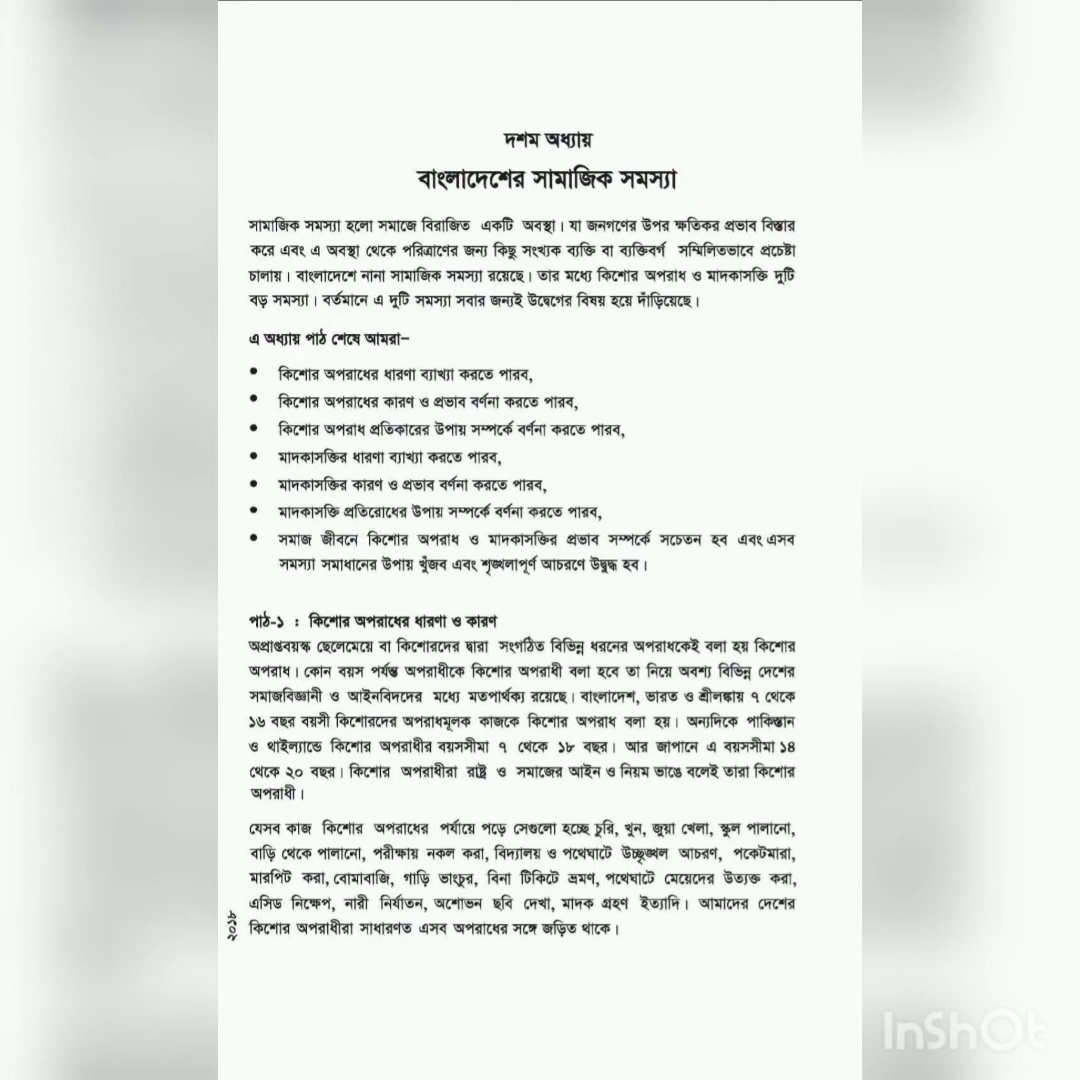 দশম অধ্যায়
বাংলাদেশের সামাজিক সমস্যা
সামাজিক সমস্যা হলো সমাজে বিরাজিত একটি অবস্থা। যা জনগণের উপর ক্ষতিকর প্রভাব বিস্তার
করে এবং এ অবস্থা থেকে পরিত্রাণের জন্য কিছু সংখ্যক ব্যক্তি বা ব্যক্তিবর্গ সম্মিলিতভাবে প্রচেষ্টা
চালায়। বাংলাদেশে নানা সামাজিক সমস্যা রয়েছে। তার মধ্যে কিশোর অপরাধ ও মাদকাসক্তি দুটি
বড় সমস্যা। বর্তমানে এ দুটি সমস্যা সবার জন্যই উদ্বেগের বিষয় হয়ে দাঁড়িয়েছে।
এ অধ্যায় পাঠ শেষে আমরা–
• কিশোর অপরাধের ধারণা ব্যাখ্যা করতে পারব,
• কিশোর অপরাধের কারণ ও প্রভাব বর্ণনা করতে পারব,
• কিশোর অপরাধ প্রতিকারের উপায় সম্পর্কে বর্ণনা করতে পারব,
• মাদকাসক্তির ধারণা ব্যাখ্যা করতে পারব,
• মাদকাসক্তির কারণ ও প্রভাব বর্ণনা করতে পারব,
• মাদকাসক্তি প্রতিরোধের উপায় সম্পর্কে বর্ণনা করতে পারব,
• সমাজ জীবনে কিশোর অপরাধ ও মাদকাসক্তির প্রভাব সম্পর্কে সচেতন হব এবং এসব
সমস্যা সমাধানের উপায় খুঁজব এবং শৃঙ্খলাপূর্ণ আচরণে উদ্বুদ্ধ হব।
পাঠ-১ : কিশোর অপরাধের ধারণা ও কারণ
অপ্রাপ্তবয়স্ক ছেলেমেয়ে বা কিশোরদের দ্বারা সংগঠিত বিভিন্ন ধরনের অপরাধকেই বলা হয় কিশোর
অপরাধ। কোন বয়স পর্যন্ত অপরাধীকে কিশোর অপরাধী বলা হবে তা নিয়ে অবশ্য বিভিন্ন দেশের
সমাজবিজ্ঞানী ও আইনবিদদের মধ্যে মতপার্থক্য রয়েছে। বাংলাদেশ, ভারত ও শ্রীলঙ্কায় ৭ থেকে
১৬ বছর বয়সী কিশোরদের অপরাধমূলক কাজকে কিশোর অপরাধ বলা হয়। অন্যদিকে পাকিস্তান
ও থাইল্যান্ডে কিশোর অপরাধীর বয়সসীমা ৭ থেকে ১৮ বছর। আর জাপানে এ বয়সসীমা ১৪
থেকে ২০ বছর। কিশোর অপরাধীরা রাষ্ট্র ও সমাজের আইন ও নিয়ম ভাঙে বলেই তারা কিশোর
অপরাধী।
যেসব কাজ কিশোর অপরাধের পর্যায়ে পড়ে সেগুলো হচ্ছে চুরি, খুন, জুয়া খেলা, স্কুল পালানো,
বাড়ি থেকে পালানো, পরীক্ষায় নকল করা, বিদ্যালয় ও পথেঘাটে উচ্ছৃঙ্খল আচরণ, পকেটমারা,
মারপিট করা, বোমাবাজি, গাড়ি ভাংচুর, বিনা টিকিটে ভ্রমণ, পথেঘাটে মেয়েদের উত্যক্ত করা,
এসিড নিক্ষেপ, নারী নির্যাতন, অশোভন ছবি দেখা, মাদক গ্রহণ ইত্যাদি। আমাদের দেশের
কিশোর অপরাধীরা সাধারণত এসব অপরাধের সঙ্গে জড়িত থাকে।
২০১৮
InShOt